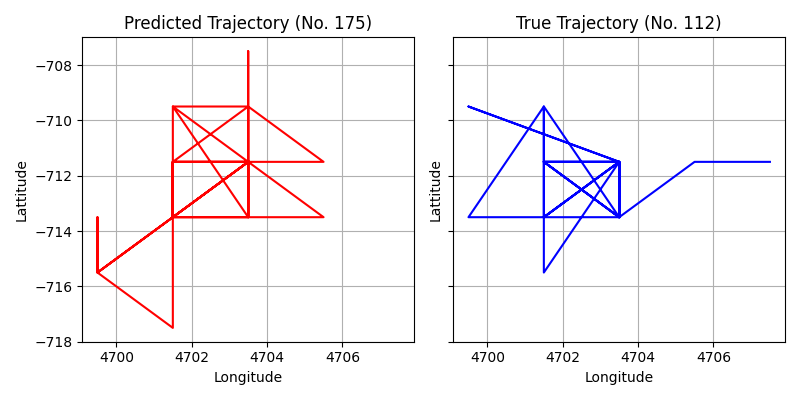 Predicted Trajectory (No. 175)
True Trajectory (No. 112)
−708
−710
−712
−714
−716
−718
Lattitude
Lattitude
4700
4702
4704
4706
4700
4702
4704
4706
Longitude
Longitude